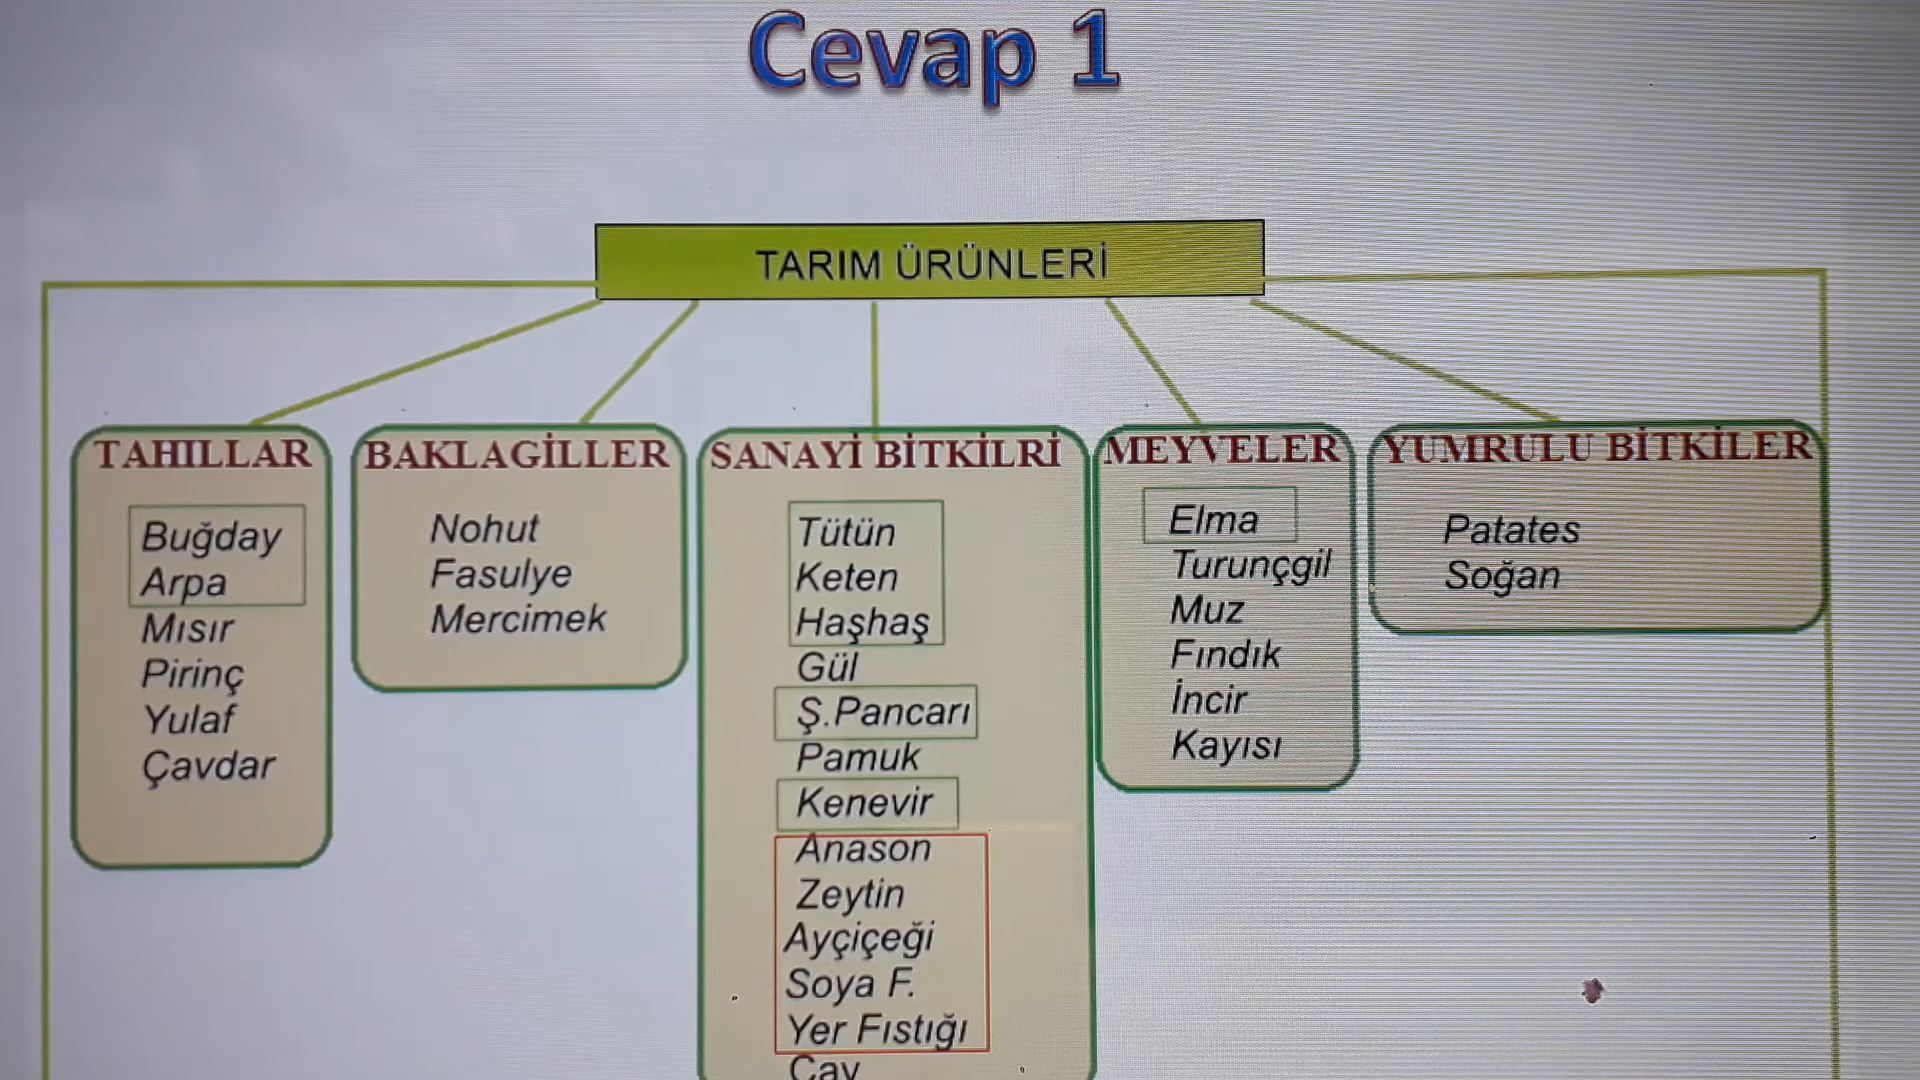 Cevap 1
TARIM ÜRÜNLERİ
TAHILLAR
Buğday
Arpa
Mısır
Pirinç
Yulaf
Çavdar
BAKLAGİLLER
Nohut
Fasulye
Mercimek
SANAYİ BİTKİLRİ
Tütün
Keten
Haşhaş
Gül
Ş.Pancarı
Pamuk
Kenevir
Anason
Zeytin
Ayçiçeği
Soya F.
Yer Fıstığı
Çay
MEYVELER
Elma
Turunçgil
Muz
Fındık
İncir
Kayısı
YUMRULU BİTKİLER
Patates
Soğan